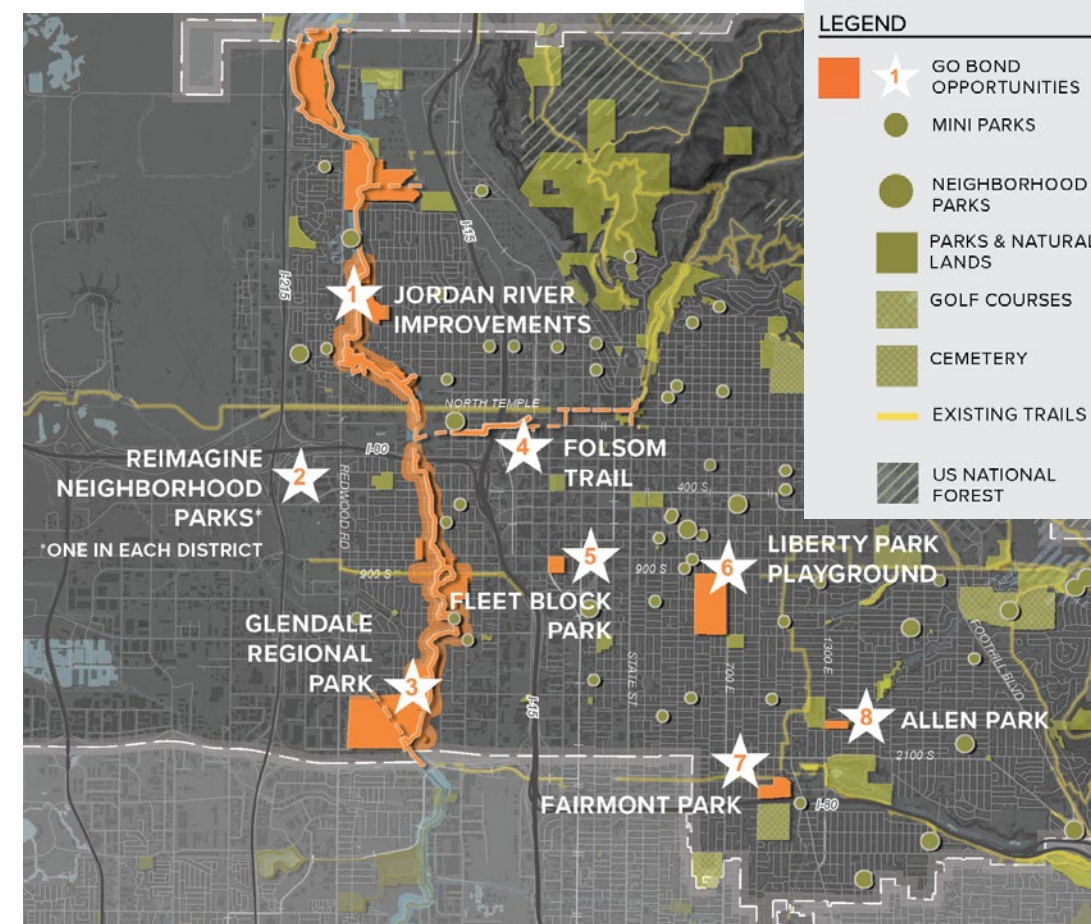 LEGEND
1
GO BOND
OPPORTUNITIES
MINI PARKS
NEIGHBORHOOD
PARKS
PARKS & NATURAL
LANDS
GOLF COURSES
CEMETERY
EXISTING TRAILS
US NATIONAL
FOREST
I-15
I-215
1
JORDAN RIVER
IMPROVEMENTS
NORTH TEMPLE
I-80
4
FOLSOM
TRAIL
REIMAGINE
NEIGHBORHOOD
PARKS*
*ONE IN EACH DISTRICT
2
REDWOOD RD
400 S
5
FLEET BLOCK
PARK
900 S
900 S
6
LIBERTY PARK
PLAYGROUND
GLENDALE
REGIONAL
PARK
3
STATE ST
700 E
1300 E
FOOTHILL BLVD
I-15
8
ALLEN PARK
2100 S
7
FAIRMONT PARK
I-80